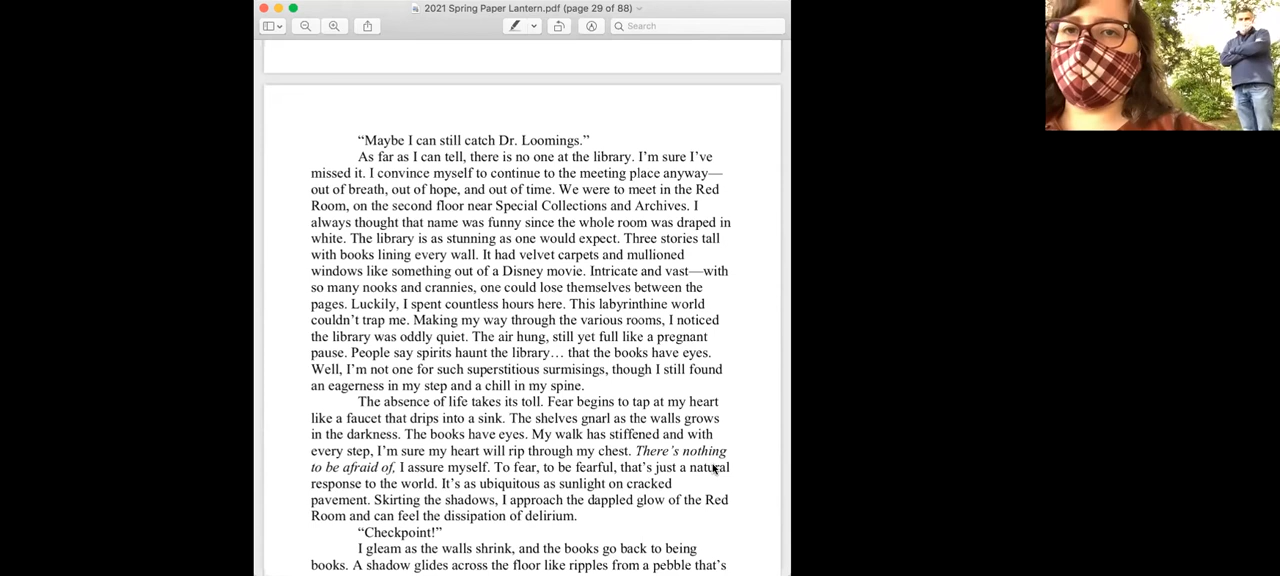 2021 Spring Paper Lantern.pdf (page 29 of 88)
Search
“Maybe I can still catch Dr. Loomings.”
As far as I can tell, there is no one at the library. I’m sure I’ve
missed it. I convince myself to continue to the meeting place anyway—
out of breath, out of hope, and out of time. We were to meet in the Red
Room, on the second floor near Special Collections and Archives. I
always thought that name was funny since the whole room was draped in
white. The library is as stunning as one would expect. Three stories tall
with books lining every wall. It had velvet carpets and mullioned
windows like something out of a Disney movie. Intricate and vast—with
so many nooks and crannies, one could lose themselves between the
pages. Luckily, I spent countless hours here. This labyrinthine world
couldn’t trap me. Making my way through the various rooms, I noticed
the library was oddly quiet. The air hung, still yet full like a pregnant
pause. People say spirits haunt the library… that the books have eyes.
Well, I’m not one for such superstitious surmisings, though I still found
an eagerness in my step and a chill in my spine.
The absence of life takes its toll. Fear begins to tap at my heart
like a faucet that drips into a sink. The shelves gnarl as the walls grows
in the darkness. The books have eyes. My walk has stiffened and with
every step, I’m sure my heart will rip through my chest. There’s nothing
to be afraid of, I assure myself. To fear, to be fearful, that’s just a natural
response to the world. It’s as ubiquitous as sunlight on cracked
pavement. Skirting the shadows, I approach the dappled glow of the Red
Room and can feel the dissipation of delirium.
“Checkpoint!”
I gleam as the walls shrink, and the books go back to being
books. A shadow glides across the floor like ripples from a pebble that’s